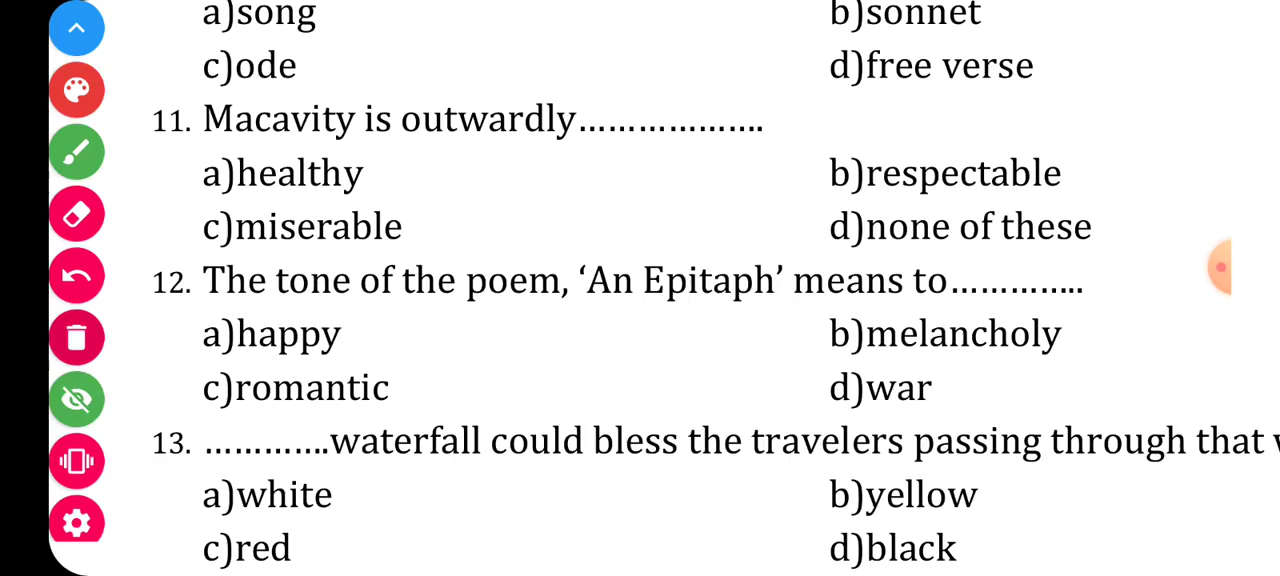 a)song b)sonnet
c)ode d)free verse
11. Macavity is outwardly………………….
a)healthy b)respectable
c)miserable d)none of these
12. The tone of the poem, ‘An Epitaph’ means to…………..
a)happy b)melancholy
c)romantic d)war
13. …………..waterfall could bless the travelers passing through that
a)white b)yellow
c)red d)black